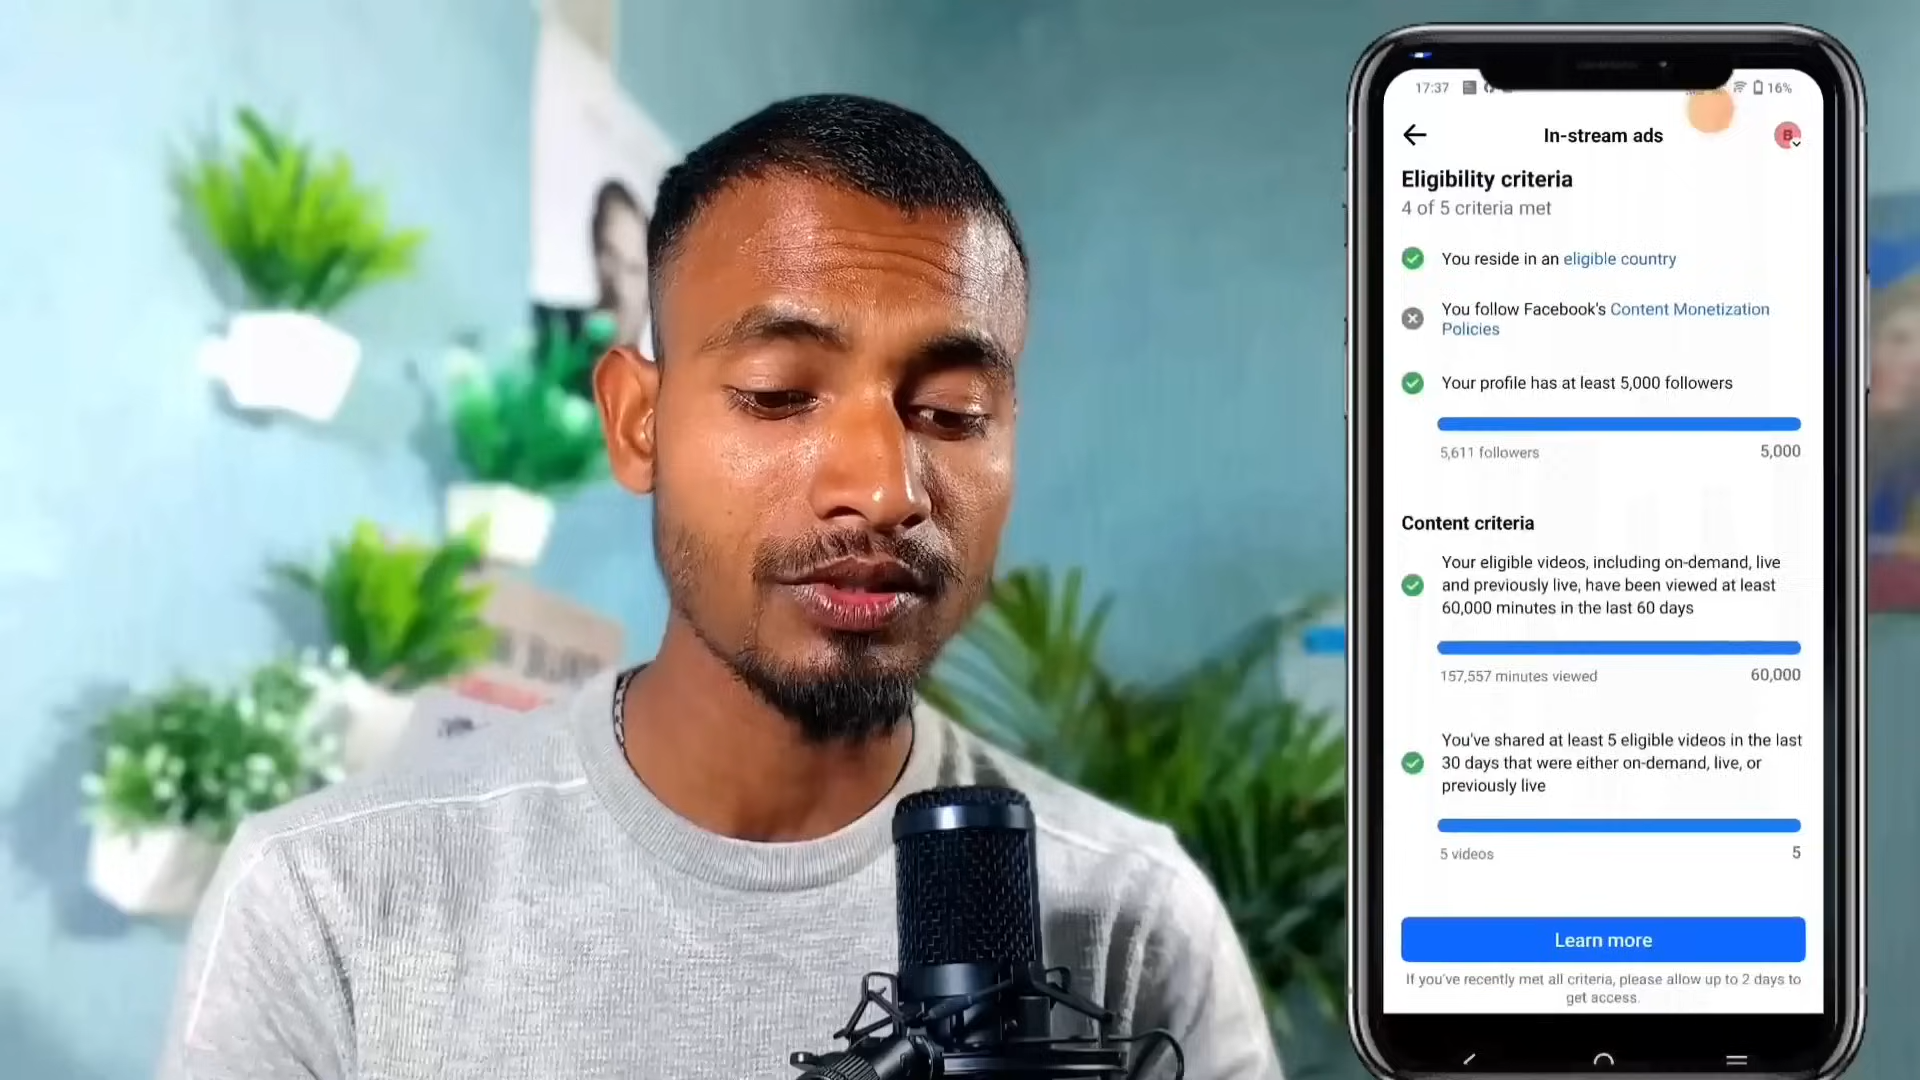 17:37
16%
In-stream ads
B
Eligibility criteria
4 of 5 criteria met
You reside in an eligible country
You follow Facebook's Content Monetization
Policies
Your profile has at least 5,000 followers
5,611 followers 5,000
Content criteria
Your eligible videos, including on-demand, live
and previously live, have been viewed at least
60,000 minutes in the last 60 days
157,557 minutes viewed 60,000
You've shared at least 5 eligible videos in the last
30 days that were either on-demand, live, or
previously live
5 videos 5
Learn more
If you've recently met all criteria, please allow up to 2 days to
get access.